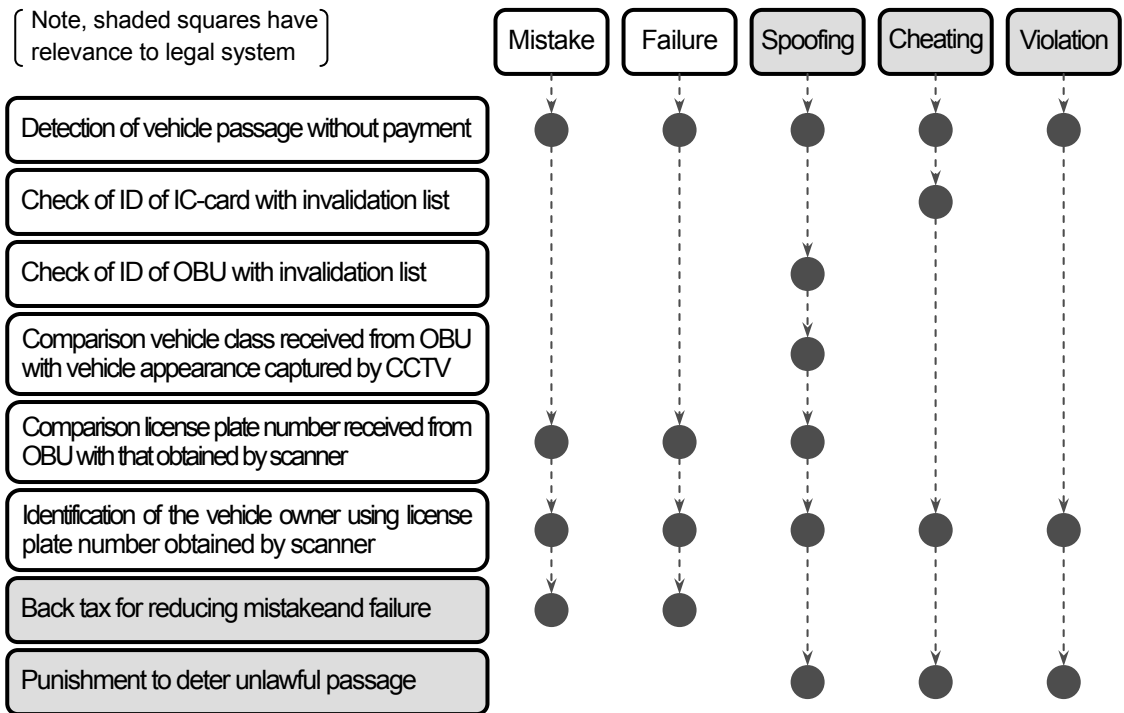 Note, shaded squares have
relevance to legal system
Mistake
Failure
Spoofing
Cheating
Violation
Detection of vehicle passage without payment
Check of ID of IC-card with invalidation list
Check of ID of OBU with invalidation list
Comparison vehicle class received from OBU
with vehicle appearance captured by CCTV
Comparison license plate number received from
OBU with that obtained by scanner
Identification of the vehicle owner using license
plate number obtained by scanner
Back tax for reducing mistakeand failure
Punishment to deter unlawful passage